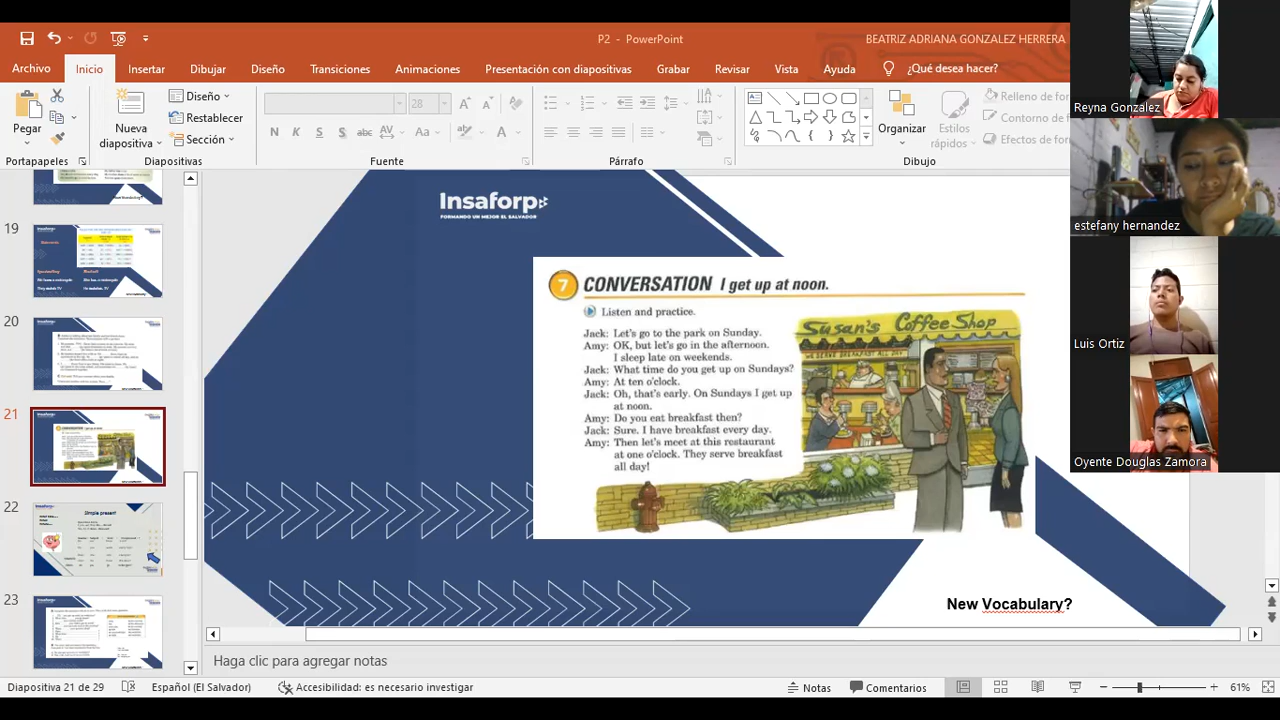 P2 - PowerPoint
BEATRIZ ADRIANA GONZALEZ HERRERA
Archivo Inicio Insertar Dibujar Diseño Transiciones Animaciones Presentación con diapositivas Grabar Revisar Vista Ayuda ¿Qué desea hacer?
Pegar
Nueva diapositiva
Diseño
Restablecer
Sección
28
N K S S abc AV Aa A
Organizar
Estilos rápidos
Relleno de for
Contorno de
Efectos de for
Portapapeles Diapositivas Fuente Párrafo Dibujo
19
20
21
22
Simple present
23
Insaforp
FORMANDO UN MEJOR EL SALVADOR
7 CONVERSATION I get up at noon.
Listen and practice.
Jack: Let's go to the park on Sunday.
Amy: OK, but let's go in the afternoon.
I sleep late on weekends.
Jack: What time do you get up on Sundays?
Amy: At ten o'clock.
Jack: Oh, that's early. On Sundays I get up
at noon.
Amy: Do you eat breakfast then?
Jack: Sure. I have breakfast every day.
Amy: Then let's meet at this restaurant
at one o'clock. They serve breakfast
all day!
New Vocabulary?
Haga clic para agregar notas
Diapositiva 21 de 29 Español (El Salvador) Accesibilidad: es necesario investigar Notas Comentarios 61%
Reyna Gonzalez
estefany hernandez
Luis Ortiz
Oyente Douglas Zamora